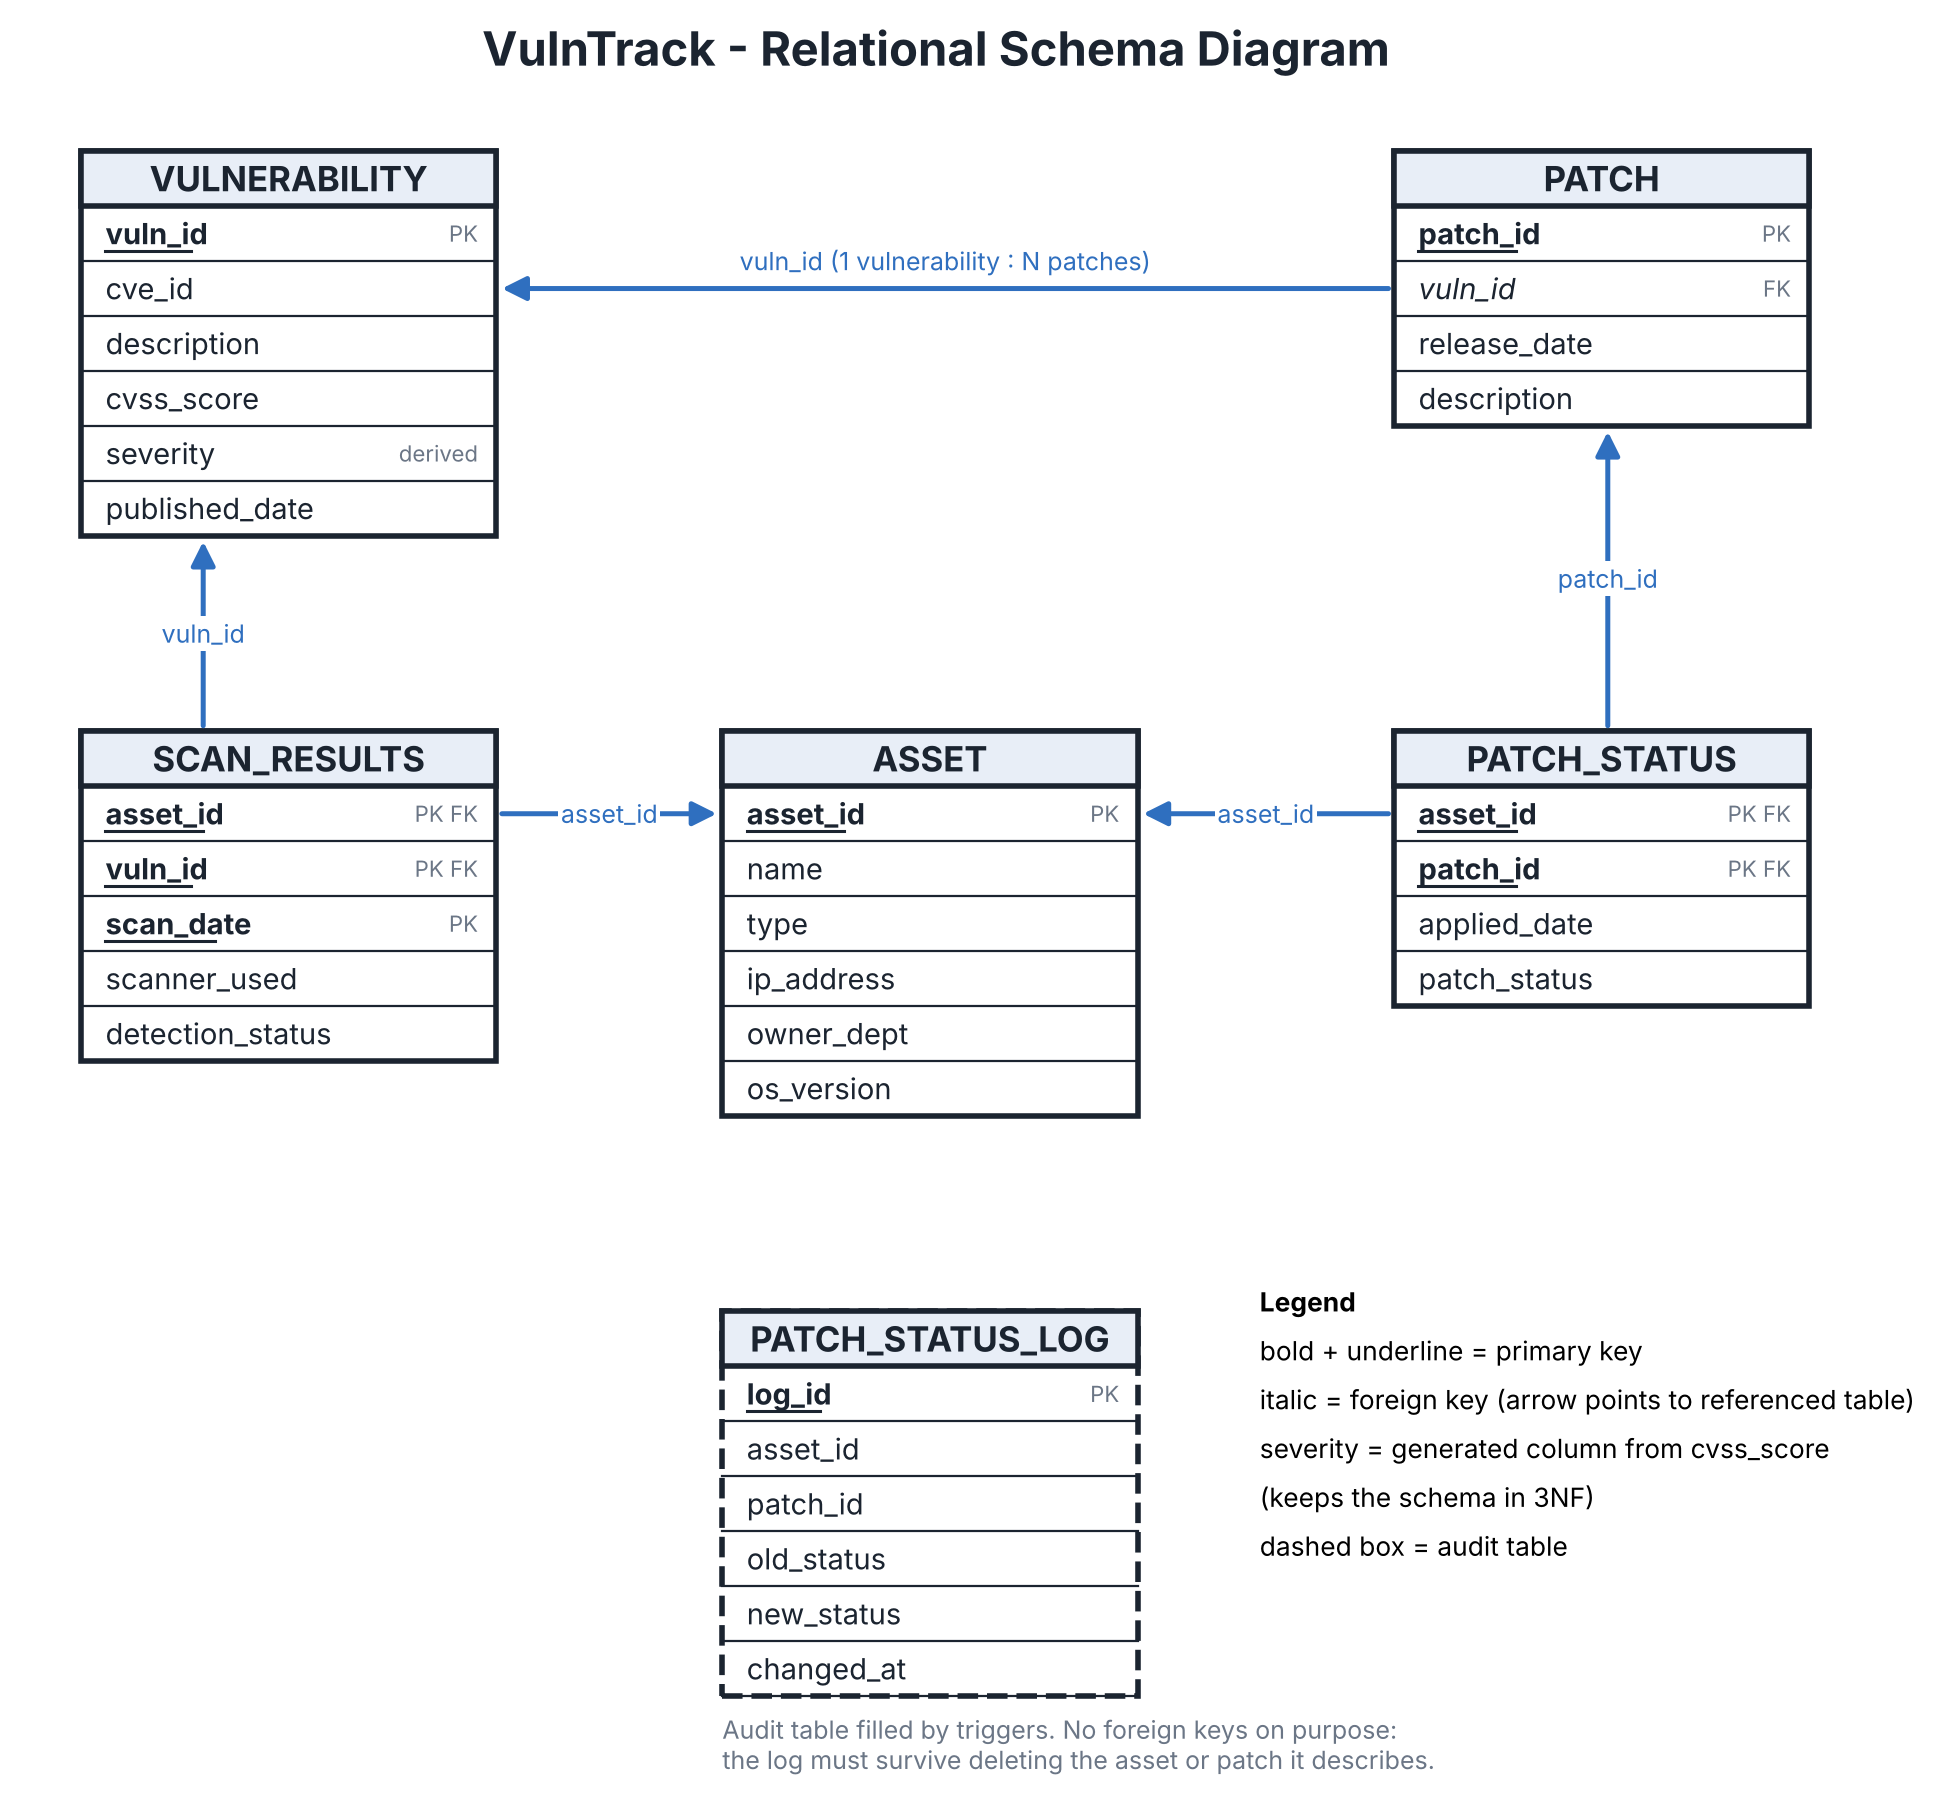 VulnTrack - Relational Schema Diagram
VULNERABILITY
vuln_id PK
cve_id
description
cvss_score
severity derived
published_date
vuln_id (1 vulnerability : N patches)
PATCH
patch_id PK
vuln_id FK
release_date
description
vuln_id
patch_id
SCAN_RESULTS
asset_id PK FK
vuln_id PK FK
scan_date PK
scanner_used
detection_status
asset_id
ASSET
asset_id PK
name
type
ip_address
owner_dept
os_version
asset_id
PATCH_STATUS
asset_id PK FK
patch_id PK FK
applied_date
patch_status
PATCH_STATUS_LOG
log_id PK
asset_id
patch_id
old_status
new_status
changed_at
Audit table filled by triggers. No foreign keys on purpose:
the log must survive deleting the asset or patch it describes.
Legend
bold + underline = primary key
italic = foreign key (arrow points to referenced table)
severity = generated column from cvss_score
(keeps the schema in 3NF)
dashed box = audit table